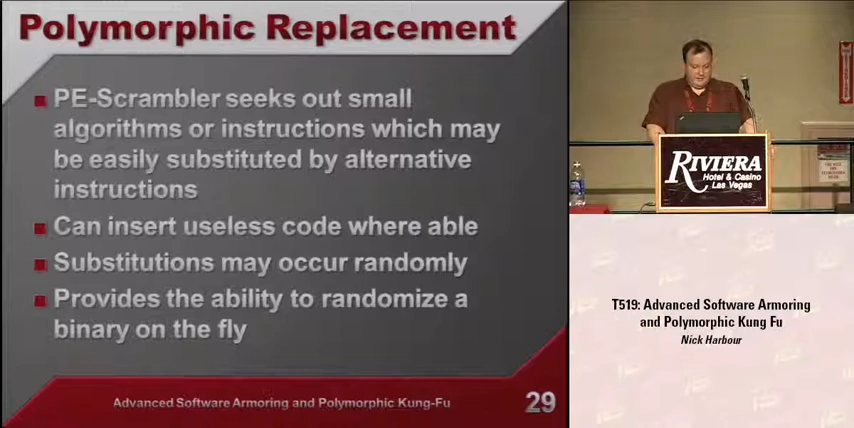 Polymorphic Replacement
PE-Scrambler seeks out small
algorithms or instructions which may
be easily substituted by alternative
instructions
Can insert useless code where able
Substitutions may occur randomly
Provides the ability to randomize a
binary on the fly
Advanced Software Armoring and Polymorphic Kung-Fu
29
RIVIERA
Hotel & Casino
Las Vegas
T519: Advanced Software Armoring
and Polymorphic Kung Fu
Nick Harbour